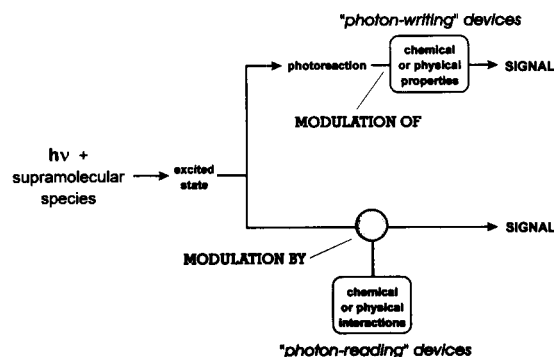 "photon-writing" devices
chemical
or physical
properties
photoreaction
SIGNAL
MODULATION OF
hν +
supramolecular
species
excited
state
MODULATION BY
SIGNAL
chemical
or physical
interactions
"photon-reading" devices